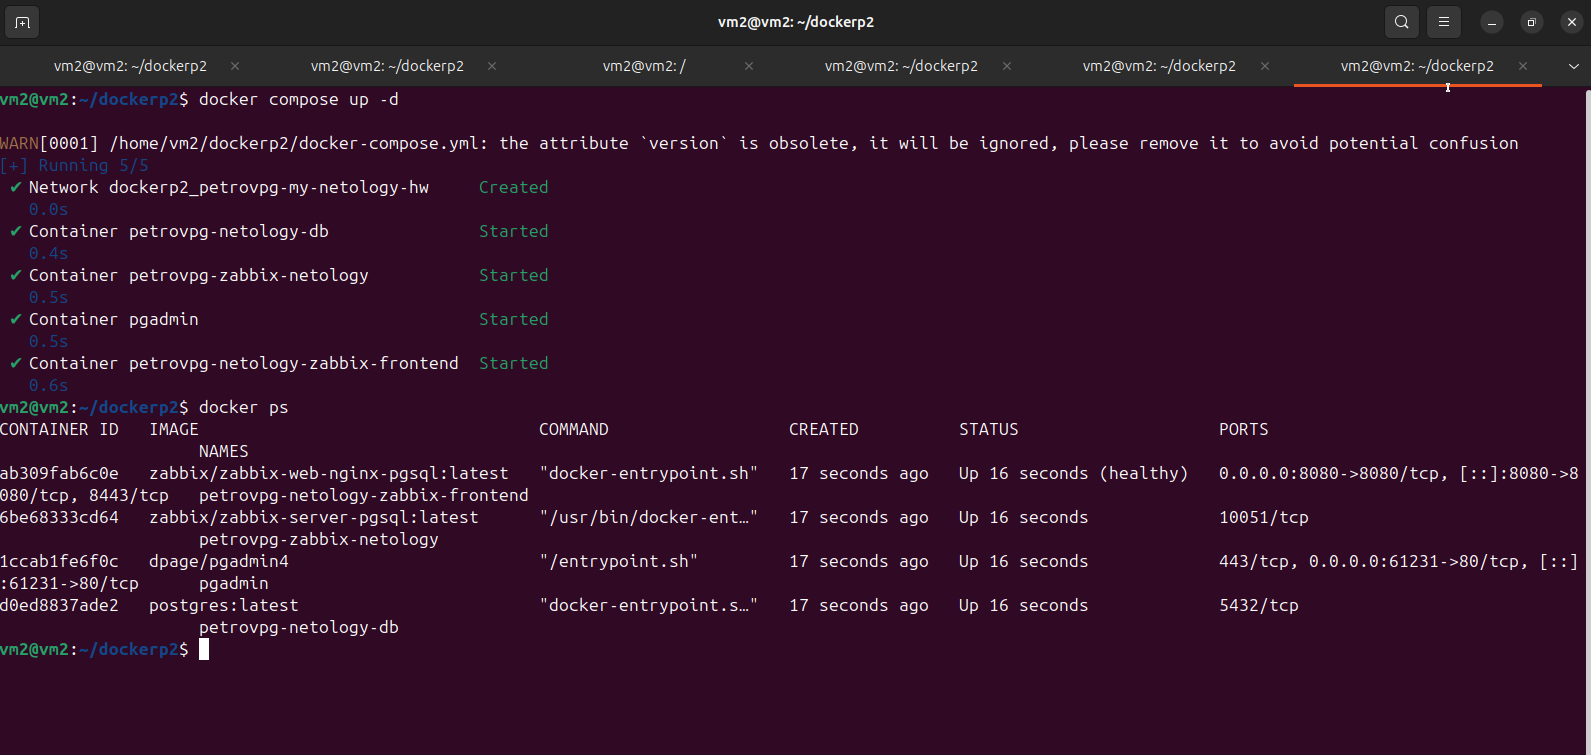 vm2@vm2: ~/dockerp2
vm2@vm2: ~/dockerp2 × vm2@vm2: ~/dockerp2 × vm2@vm2: / × vm2@vm2: ~/dockerp2 × vm2@vm2: ~/dockerp2 × vm2@vm2: ~/dockerp2 ×
vm2@vm2:~/dockerp2$ docker compose up -d
WARN[0001] /home/vm2/dockerp2/docker-compose.yml: the attribute `version` is obsolete, it will be ignored, please remove it to avoid potential confusion
[+] Running 5/5
✔ Network dockerp2_petrovpg-my-netology-hw Created
0.0s
✔ Container petrovpg-netology-db Started
0.4s
✔ Container petrovpg-zabbix-netology Started
0.5s
✔ Container pgadmin Started
0.5s
✔ Container petrovpg-netology-zabbix-frontend Started
0.6s
vm2@vm2:~/dockerp2$ docker ps
CONTAINER ID IMAGE COMMAND CREATED STATUS PORTS
NAMES
ab309fab6c0e zabbix/zabbix-web-nginx-pgsql:latest "docker-entrypoint.sh" 17 seconds ago Up 16 seconds (healthy) 0.0.0.0:8080->8080/tcp, [::]:8080->8
080/tcp, 8443/tcp petrovpg-netology-zabbix-frontend
6be68333cd64 zabbix/zabbix-server-pgsql:latest "/usr/bin/docker-ent…" 17 seconds ago Up 16 seconds 10051/tcp
petrovpg-zabbix-netology
1ccab1fe6f0c dpage/pgadmin4 "/entrypoint.sh" 17 seconds ago Up 16 seconds 443/tcp, 0.0.0.0:61231->80/tcp, [::]
:61231->80/tcp pgadmin
d0ed8837ade2 postgres:latest "docker-entrypoint.s…" 17 seconds ago Up 16 seconds 5432/tcp
petrovpg-netology-db
vm2@vm2:~/dockerp2$